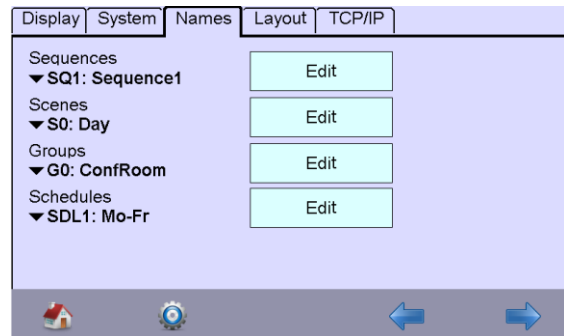 Display System Names Layout TCP/IP
Sequences
SQ1: Sequence1
Edit
Scenes
S0: Day
Edit
Groups
G0: ConfRoom
Edit
Schedules
SDL1: Mo-Fr
Edit